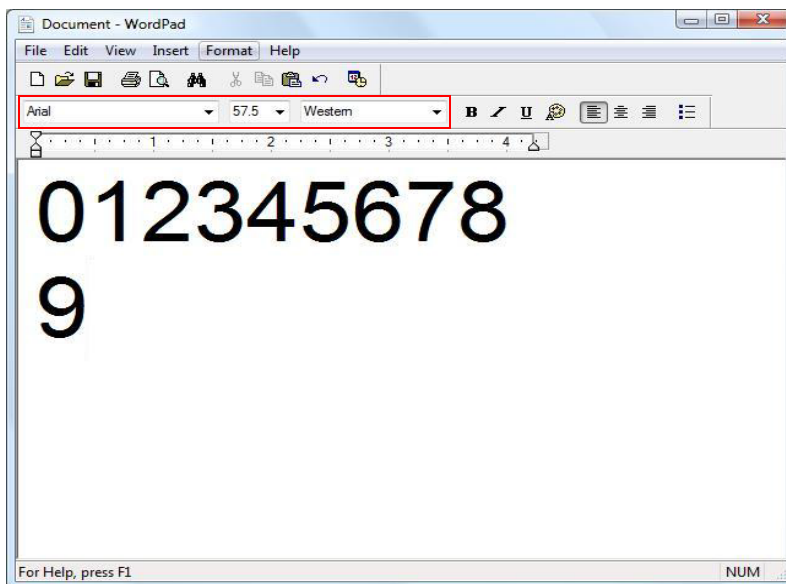 Document - WordPad
File Edit View Insert Format Help
Arial 57.5 Western B I U
1 2 3 4
012345678
9
For Help, press F1 NUM